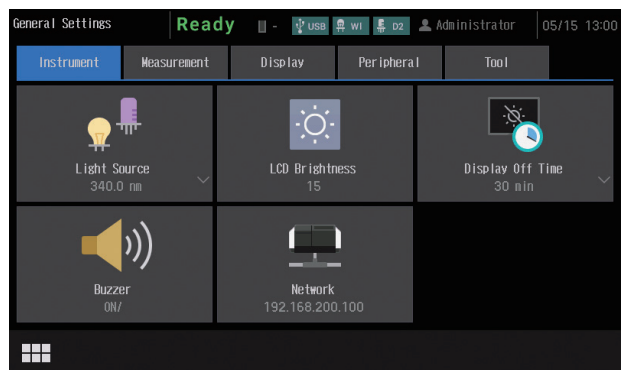 General Settings Ready - USB WI D2 Administrator 05/15 13:00
Instrument Measurement Display Peripheral Tool
Light Source
340.0 nm
LCD Brightness
15
Display Off Time
30 min
Buzzer
ON/
Network
192.168.200.100